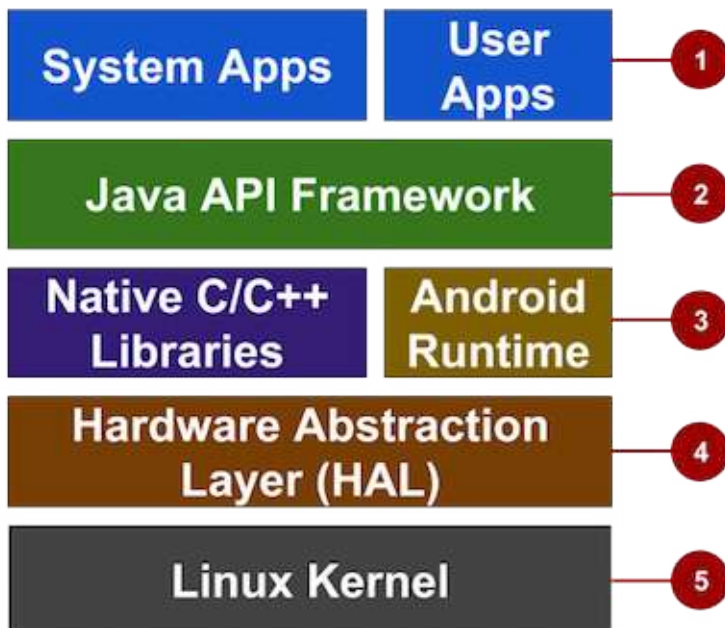 System Apps
User
Apps
1
Java API Framework
2
Native C/C++
Libraries
Android
Runtime
3
Hardware Abstraction
Layer (HAL)
4
Linux Kernel
5